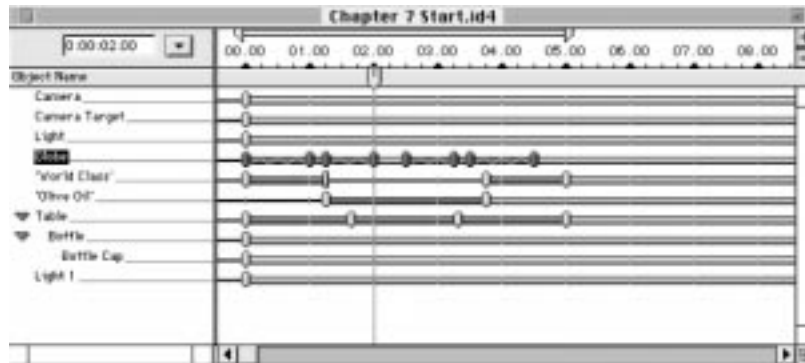 Chapter 7 Start.id4
0:00:02.00
00.00 01.00 02.00 03.00 04.00 05.00 06.00 07.00 08.00
Object Name
Camera
Camera Target
Light
Globe
"World Class"
"Olive Oil"
Table
Bottle
Bottle Cap
Light 1